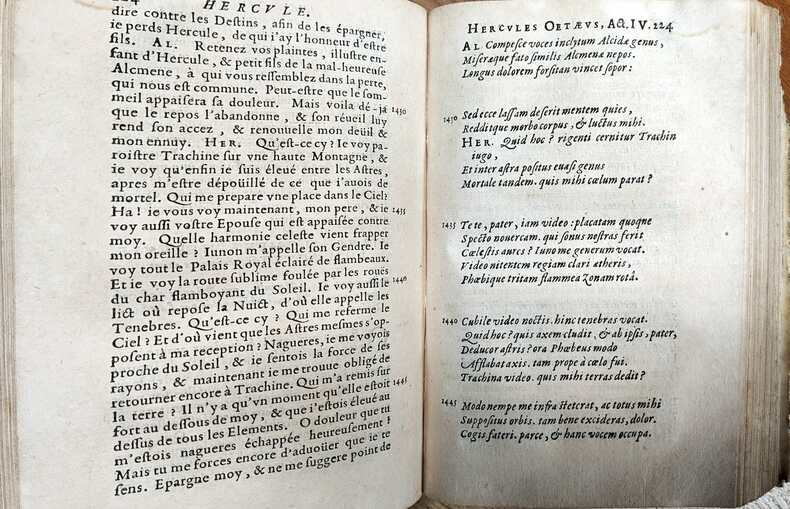 224 HERCVLE.
dire contre les Destins, afin de les épargner,
ie perds Hercule, de qui i'ay l'honneur d'estre
fils. AL. Retenez vos plaintes, illustre en-
fant d'Hercule, & petit fils de la mal-heureuse
Alcmene, à qui vous ressemblez dans la perte,
qui nous est commune. Peut-estre que le som-
meil appaisera sa douleur. Mais voila dé-ja 1430
que le repos l'abandonne, & son réueil luy
rend son accez, & renouuelle mon deüil &
mon ennuy. HER. Qu'est-ce cy? Ie voy pa-
roistre Trachine sur vne haute Montagne, &
ie voy qu'enfin ie suis éleué entre les Astres,
apres m'estre dépoüillé de ce que i'auois de
mortel. Qui me prepare vne place dans le Ciel?
Ha! ie vous voy maintenant, mon pere, & ie 1435
voy aussi vostre Epouse qui est appaisée contre
moy. Quelle harmonie celeste vient frapper
mon oreille? Iunon m'appelle son Gendre. Ie
voy tout le Palais Royal éclairé de flambeaux.
Et ie voy la route sublime foulée par les roues
du char flamboyant du Soleil. Ie voy aussi le 1440
lict où repose la Nuict, d'où elle appelle les
Tenebres. Qu'est-ce cy? Qui me referme le
Ciel? Et d'où vient que les Astres mesmes s'op-
posent à ma reception? Nagueres, ie me voyois
proche du Soleil, & ie sentois la force de ses
rayons, & maintenant ie me trouue obligé de
retourner encore à Trachine. Qui m'a remis sur
la terre? Il n'y a qu'vn moment qu'elle estoit 1445
fort au dessous de moy, & que i'estois éleué au
dessus de tous les Elements. O douleur que tu
m'estois nagueres échappée heureusement?
Mais tu me forces encore d'aduoüer que ie te
sens. Epargne moy, & ne me suggere point de
HERCVLES OETÆVS, Act. IV. 224
AL Compesce voces inclytum Alcidæ genus,
Miseræque fato similis Alcmenæ nepos.
Longus dolorem forsitan vincet sopor:
1430 Sed ecce lassam deserit mentem quies,
Redditque morbo corpus, & luctus mihi.
HER. Quid hoc? rigenti cernitur Trachin
iugo,
Et inter astra positus euasi genus
Mortale tandem. quis mihi cœlum parat?
1435 Te te, pater, iam video: placatam quoque
Specto nouercam. qui sonus nostras ferit
Cœlestis aures? Iuno me generum vocat.
Video nitentem regiam clari ætheris,
Phœbique tritam flammea zonam rotâ.
1440 Cubile video noctis. hinc tenebras vocat.
Quid hoc? quis axem cludit, & ab ipsis, pater,
Deducor astris? ora Phœbeus modo
Afflabat axis. tam prope à cœlo fui.
Trachina video. quis mihi terras dedit?
1445 Modo nempe me infra steterat, ac totus mihi
Suppositus orbis. tam bene excideras, dolor.
Cogis fateri. parce, & hanc vocem occupa.